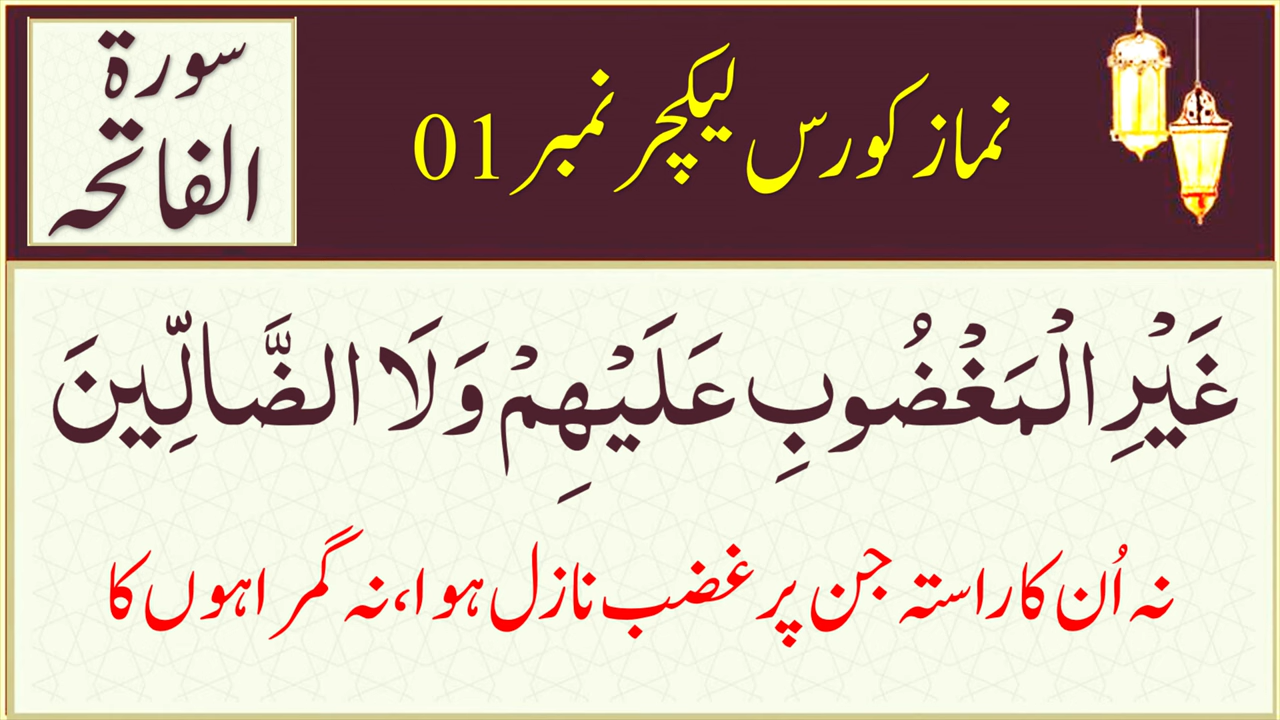 نماز کورس لیکچر نمبر 01
سورۃ
الفاتحہ
غَيْرِ الْمَغْضُوبِ عَلَيْهِمْ وَلَا الضَّالِّينَ
نہ اُن کا راستہ جن پر غضب نازل ہوا، نہ گمراہوں کا